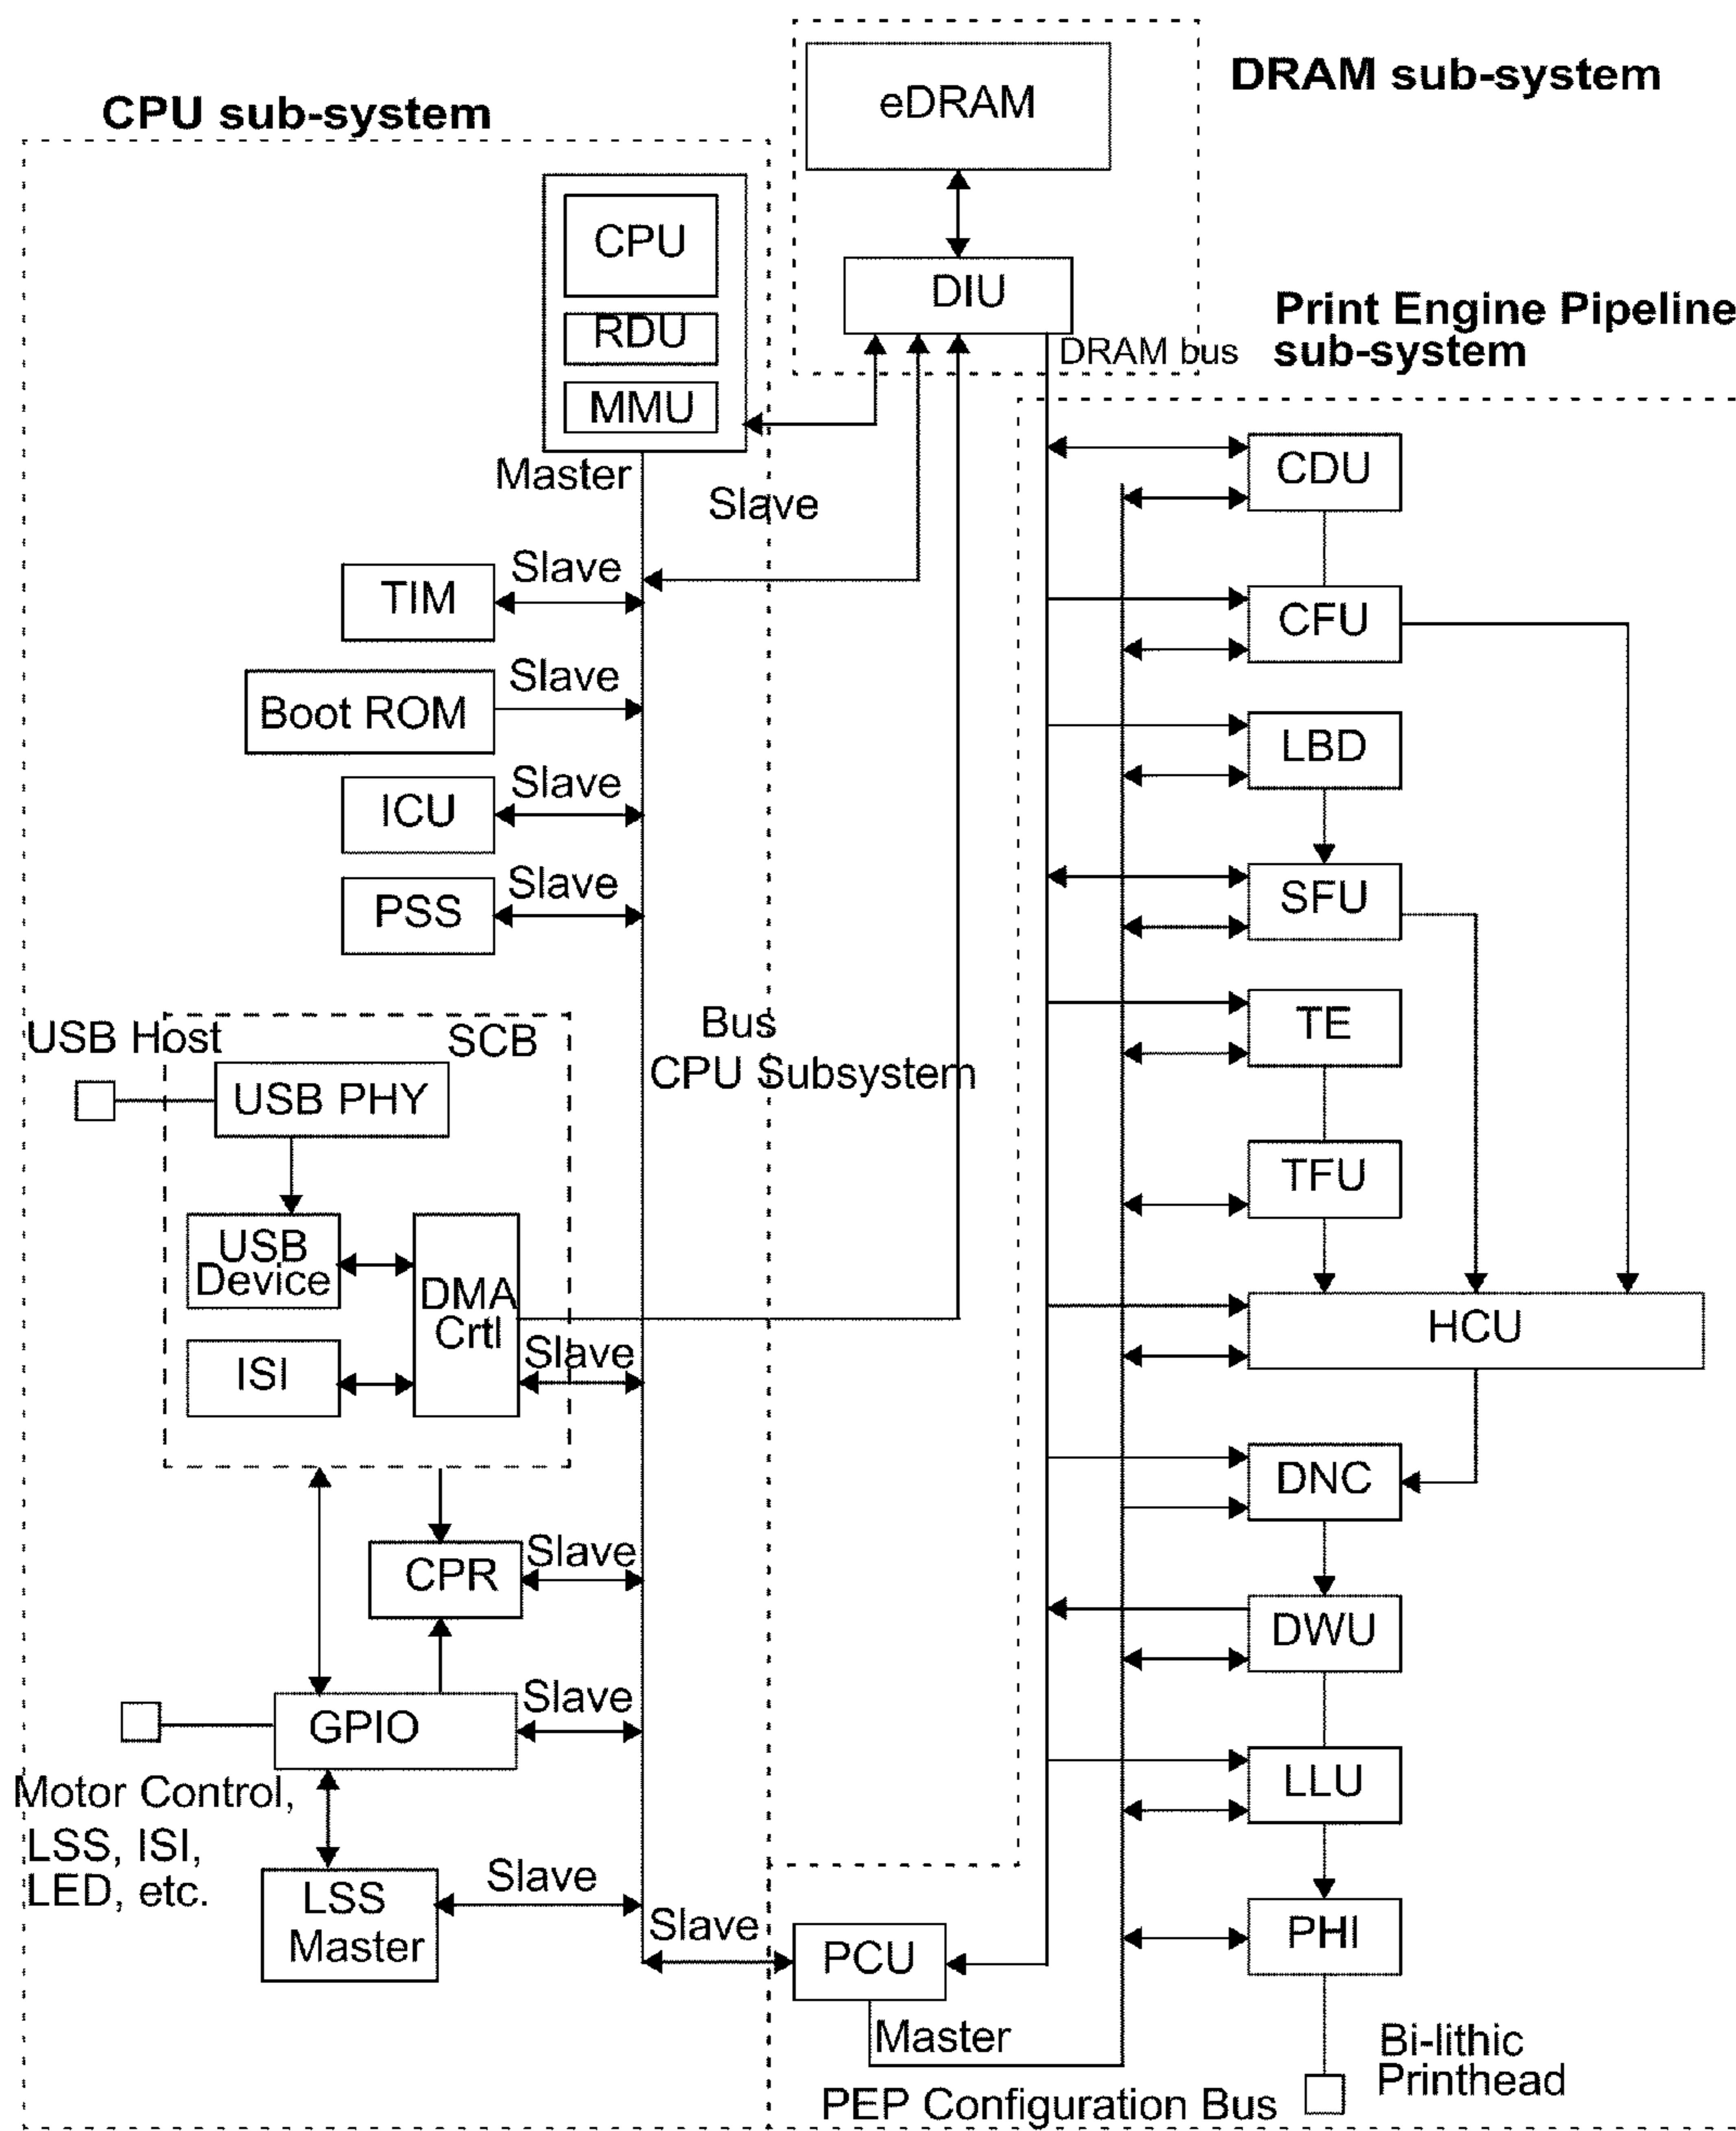 CPU sub-system
eDRAM
DRAM sub-system
CPU
RDU
MMU
DIU
DRAM bus
Print Engine Pipeline
sub-system
Master
Slave
TIM
Slave
Boot ROM
Slave
ICU
Slave
PSS
Slave
USB Host
SCB
USB PHY
USB
Device
DMA
Crtl
ISI
Slave
Bus
CPU Subsystem
CPR
Slave
GPIO
Slave
Motor Control,
LSS, ISI,
LED, etc.
LSS
Master
Slave
Slave
PCU
Master
PEP Configuration Bus
CDU
CFU
LBD
SFU
TE
TFU
HCU
DNC
DWU
LLU
PHI
Bi-lithic
Printhead